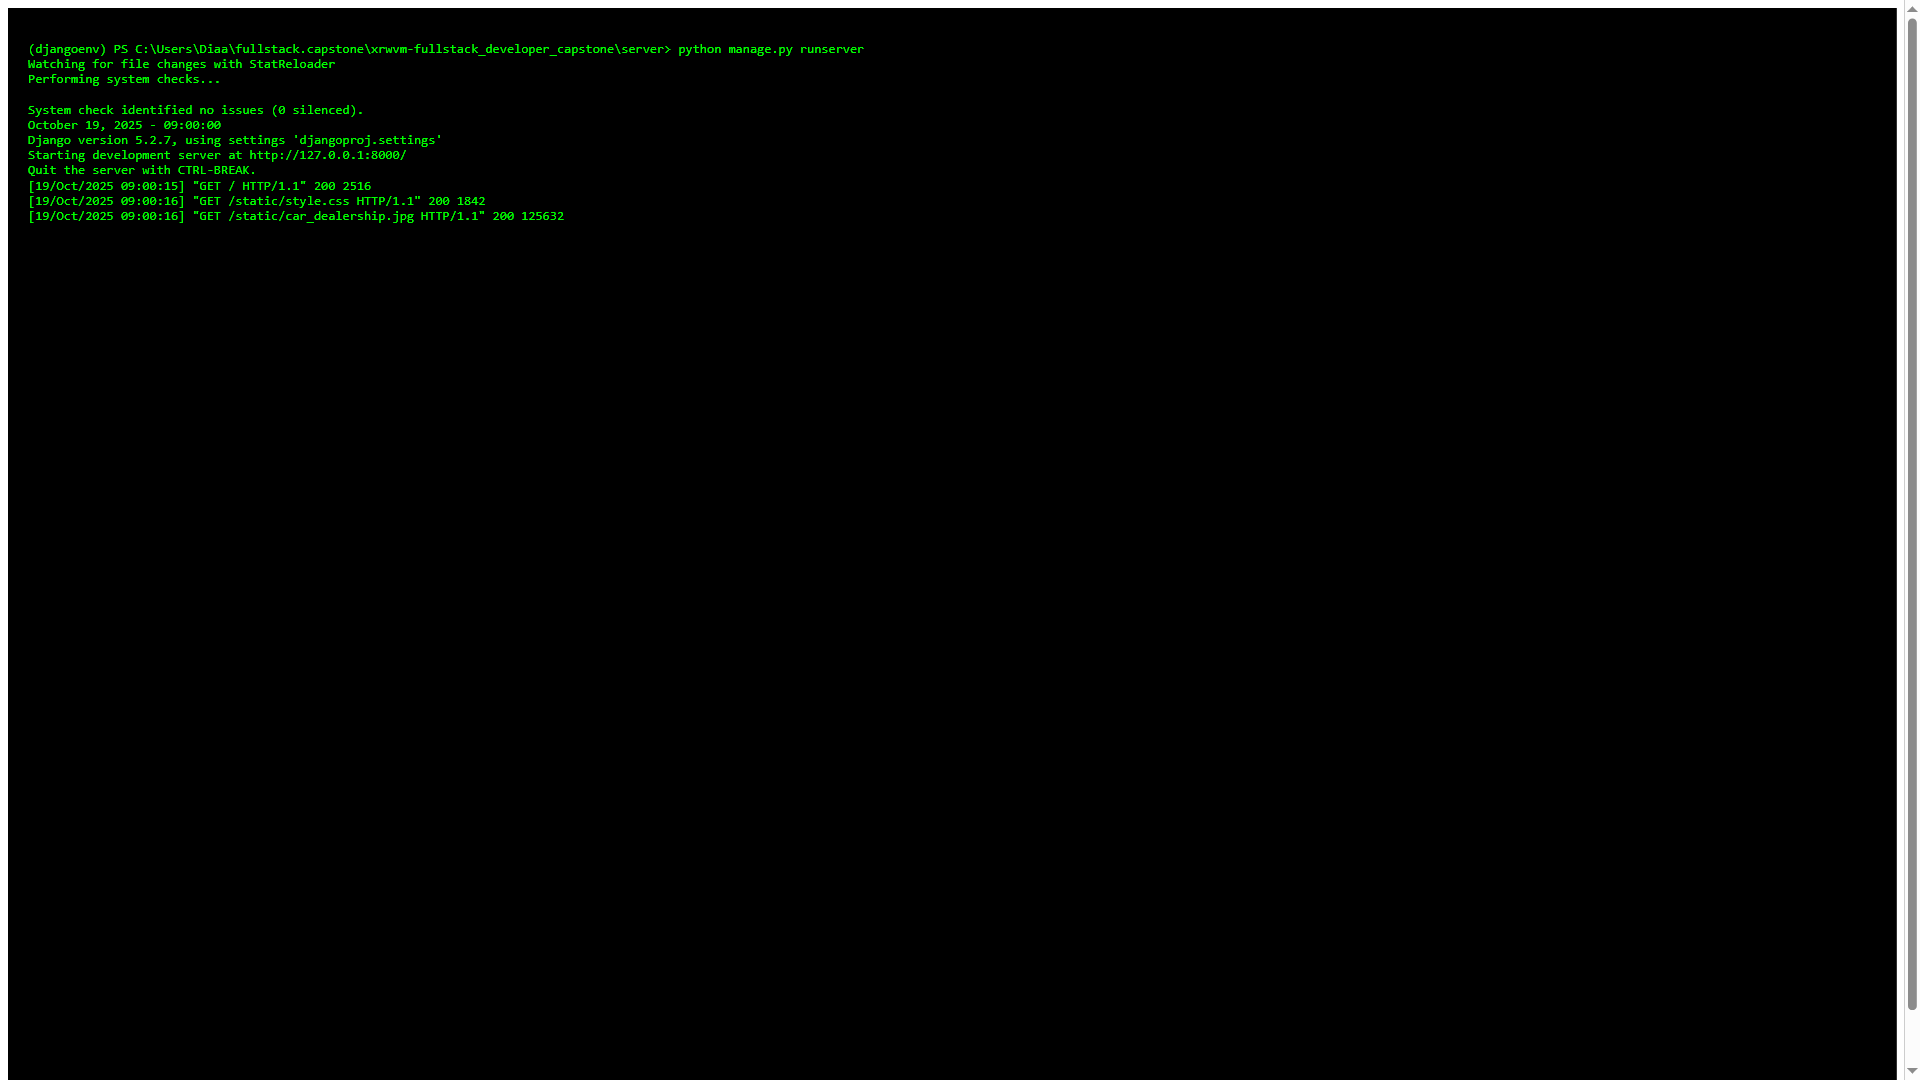 (djangoenv) PS C:\Users\Diaa\fullstack.capstone\xrwvm-fullstack_developer_capstone\server> python manage.py runserver
Watching for file changes with StatReloader
Performing system checks...
System check identified no issues (0 silenced).
October 19, 2025 - 09:00:00
Django version 5.2.7, using settings 'djangoproj.settings'
Starting development server at http://127.0.0.1:8000/
Quit the server with CTRL-BREAK.
[19/Oct/2025 09:00:15] "GET / HTTP/1.1" 200 2516
[19/Oct/2025 09:00:16] "GET /static/style.css HTTP/1.1" 200 1842
[19/Oct/2025 09:00:16] "GET /static/car_dealership.jpg HTTP/1.1" 200 125632